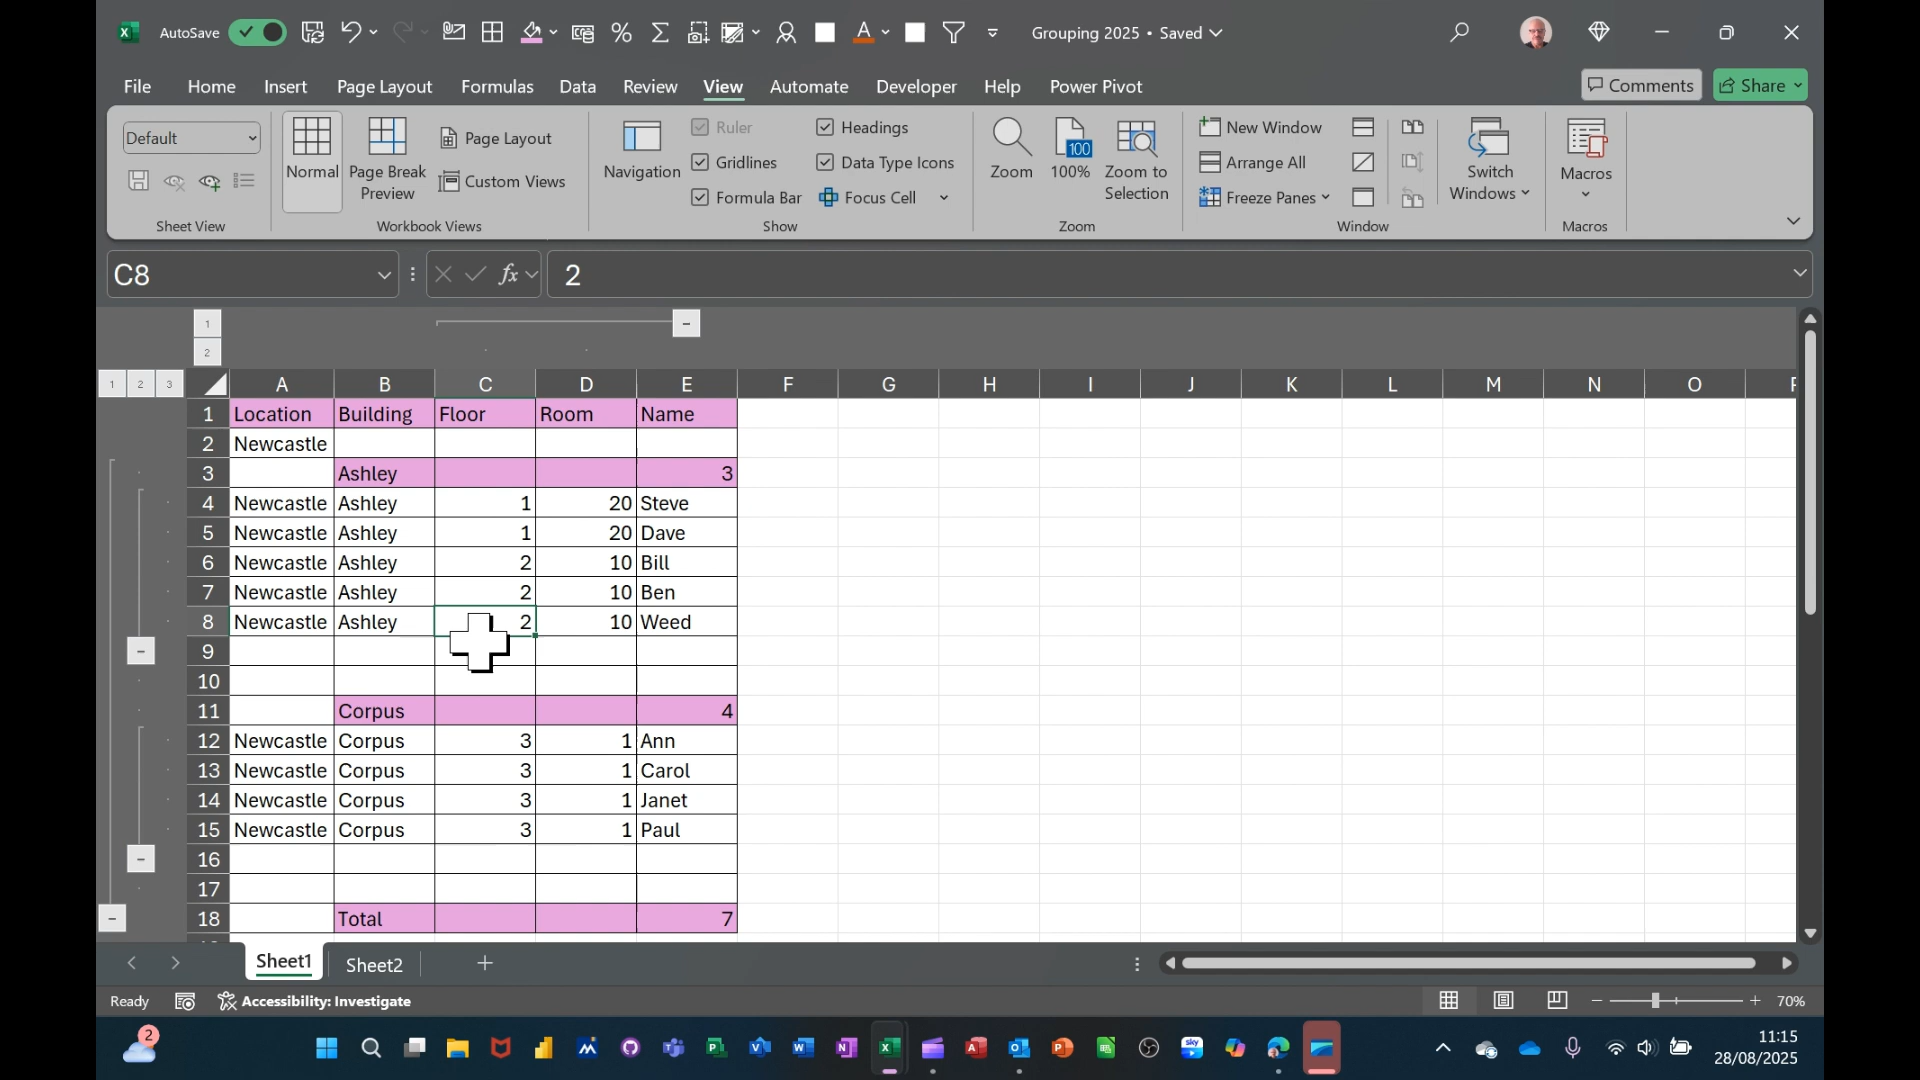 AutoSave Grouping 2025 • Saved
File Home Insert Page Layout Formulas Data Review View Automate Developer Help Power Pivot Comments Share
Default Normal Page Break Preview Page Layout Custom Views Navigation Ruler Gridlines Formula Bar Headings Data Type Icons Focus Cell Zoom 100 100% Zoom to Selection New Window Arrange All Freeze Panes Switch Windows Macros
Sheet View Workbook Views Show Zoom Window Macros
C8 fx 2
1
2
1 2 3 A B C D E F G H I J K L M N O
1 Location Building Floor Room Name
2 Newcastle
3 Ashley 3
4 Newcastle Ashley 1 20 Steve
5 Newcastle Ashley 1 20 Dave
6 Newcastle Ashley 2 10 Bill
7 Newcastle Ashley 2 10 Ben
8 Newcastle Ashley 2 10 Weed
9
10
11 Corpus 4
12 Newcastle Corpus 3 1 Ann
13 Newcastle Corpus 3 1 Carol
14 Newcastle Corpus 3 1 Janet
15 Newcastle Corpus 3 1 Paul
16
17
18 Total 7
Sheet1 Sheet2
Ready Accessibility: Investigate 70%
2 sky 11:15
28/08/2025